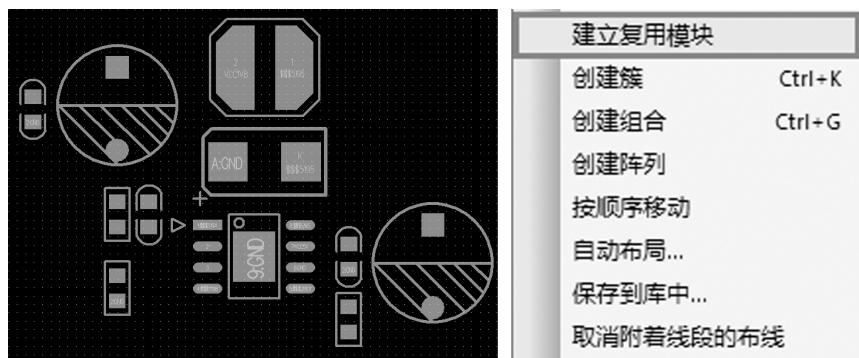 2
1
A:GND
K
9:GND
建立复用模块
创建簇 Ctrl+K
创建组合 Ctrl+G
创建阵列
按顺序移动
自动布局...
保存到库中...
取消附着线段的布线